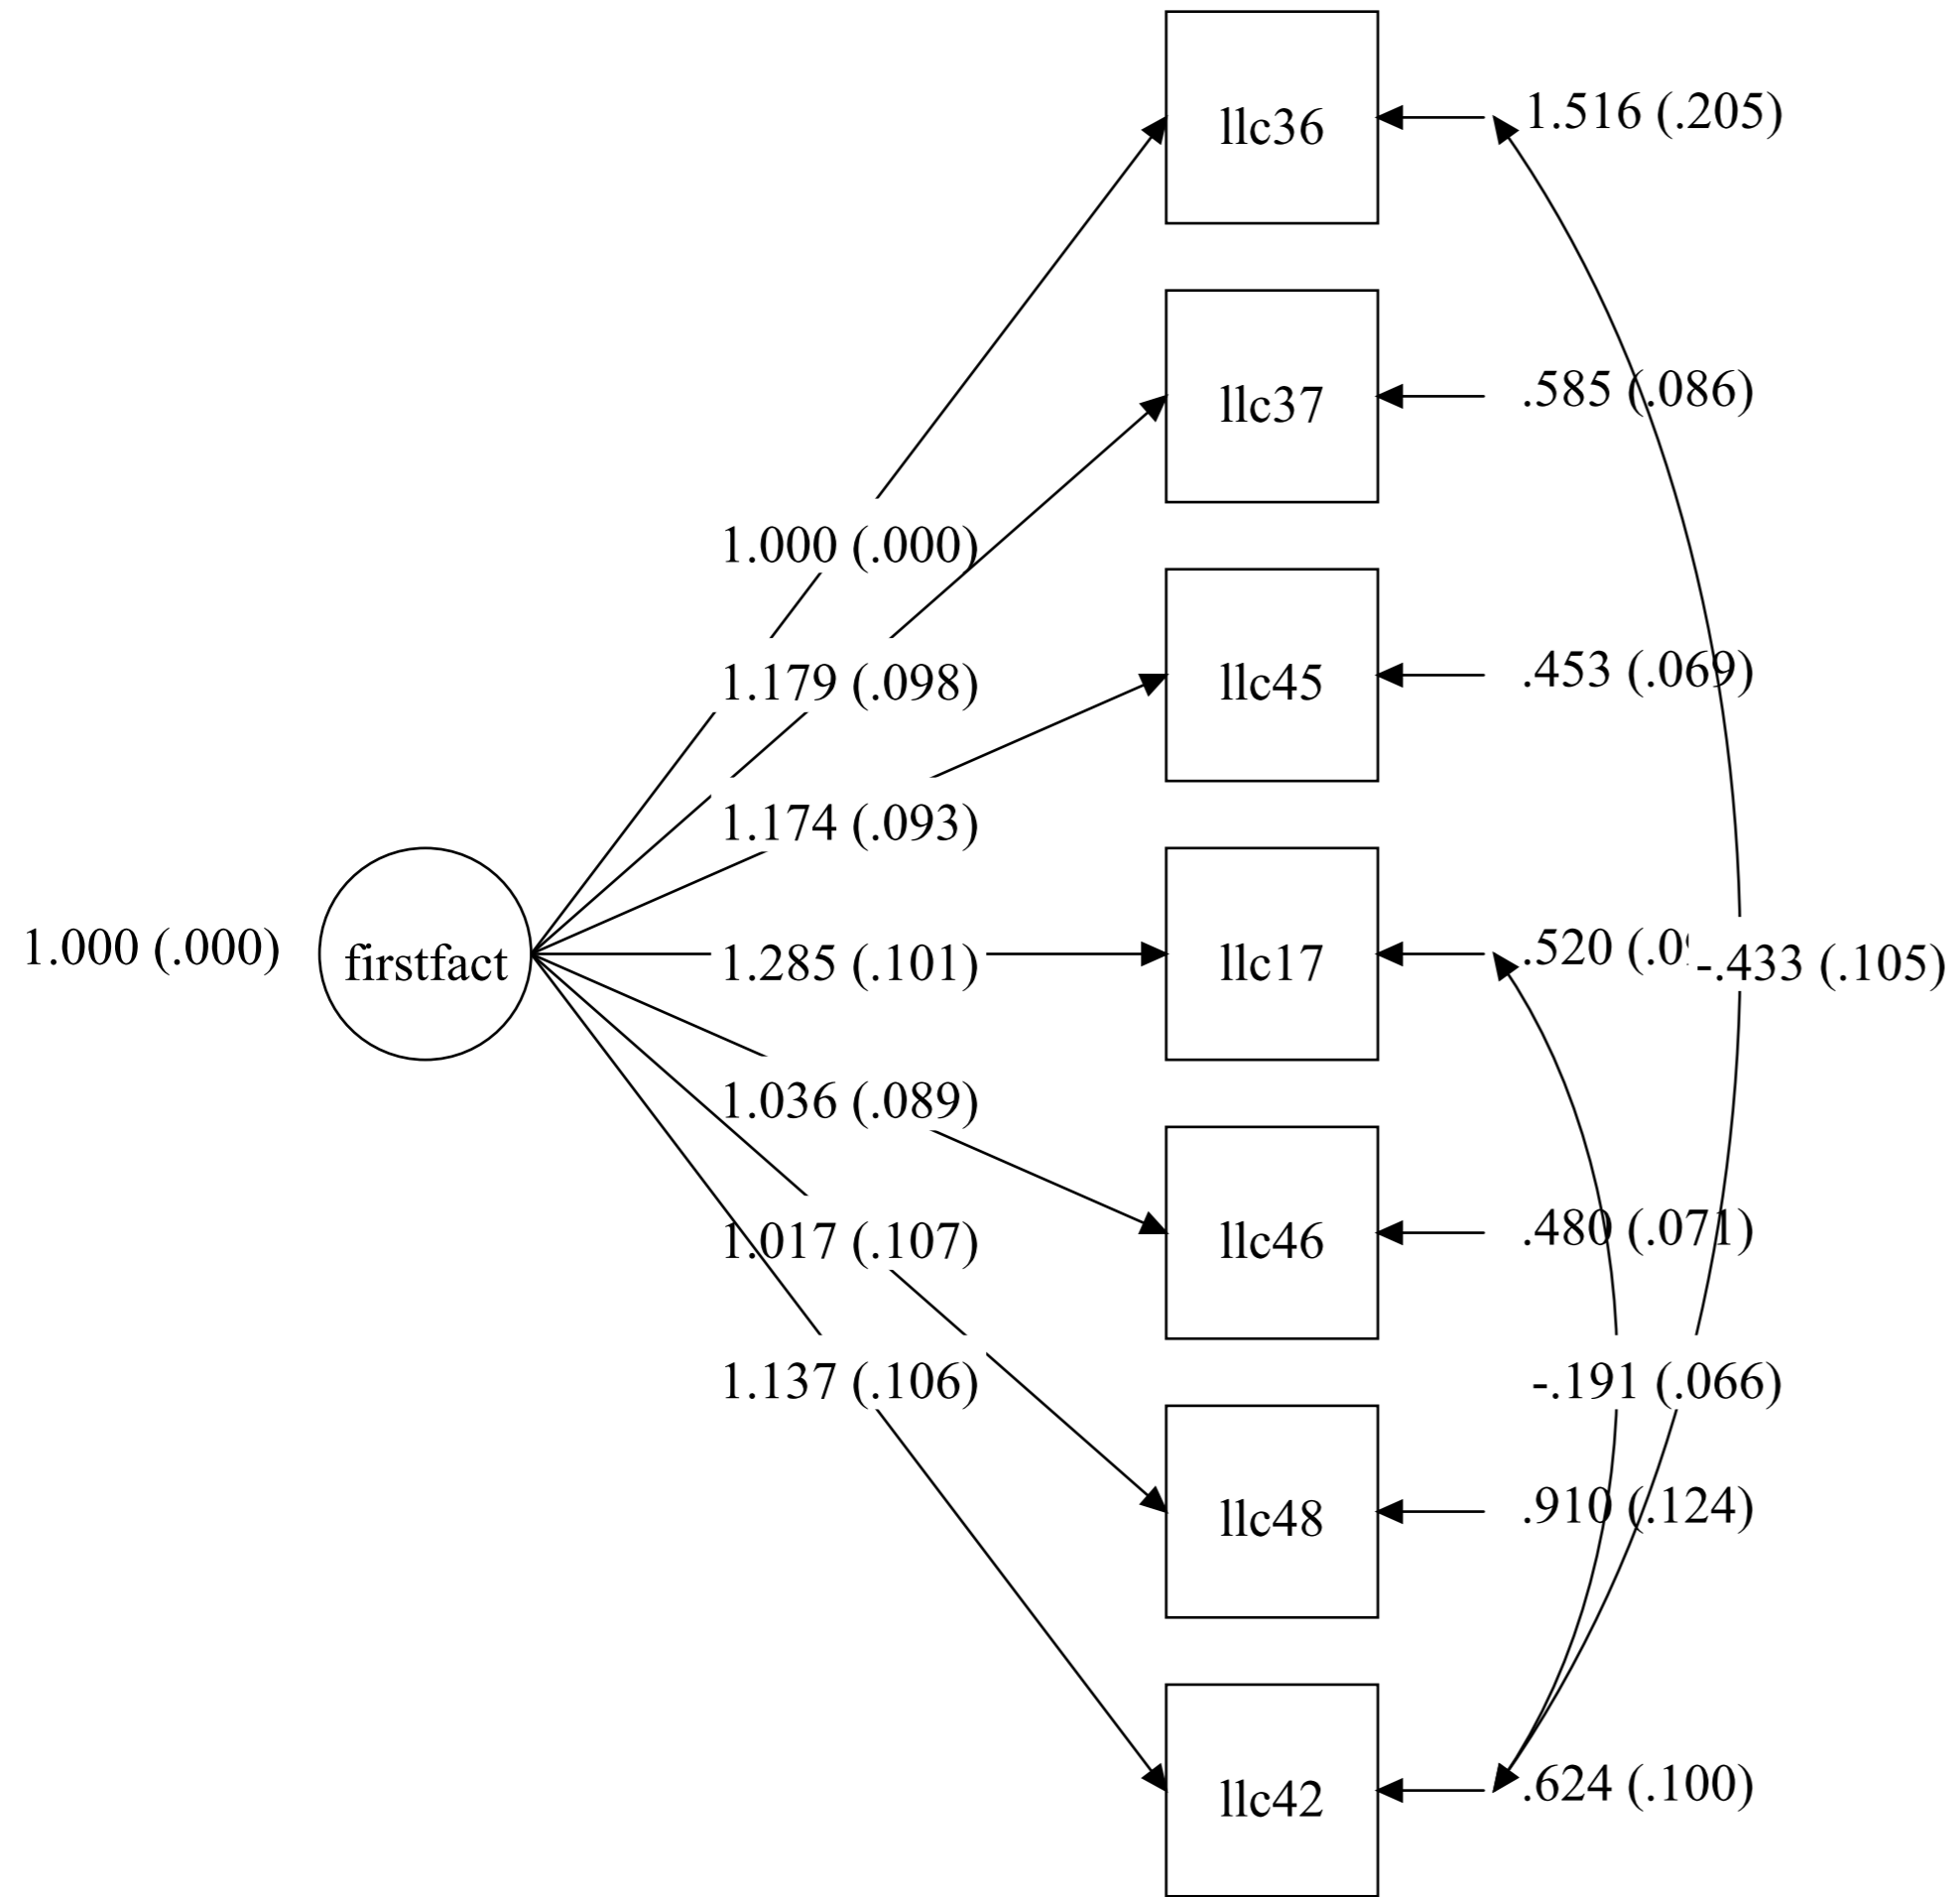 llc36
1.516 (.205)
llc37
.585 (.086)
1.000 (.000)
llc45
.453 (.069)
1.179 (.098)
1.174 (.093)
1.000 (.000)
firstfact
1.285 (.101)
llc17
.520
-.433 (.105)
1.036 (.089)
llc46
.480 (.071)
1.017 (.107)
1.137 (.106)
-.191 (.066)
llc48
.910 (.124)
llc42
.624 (.100)